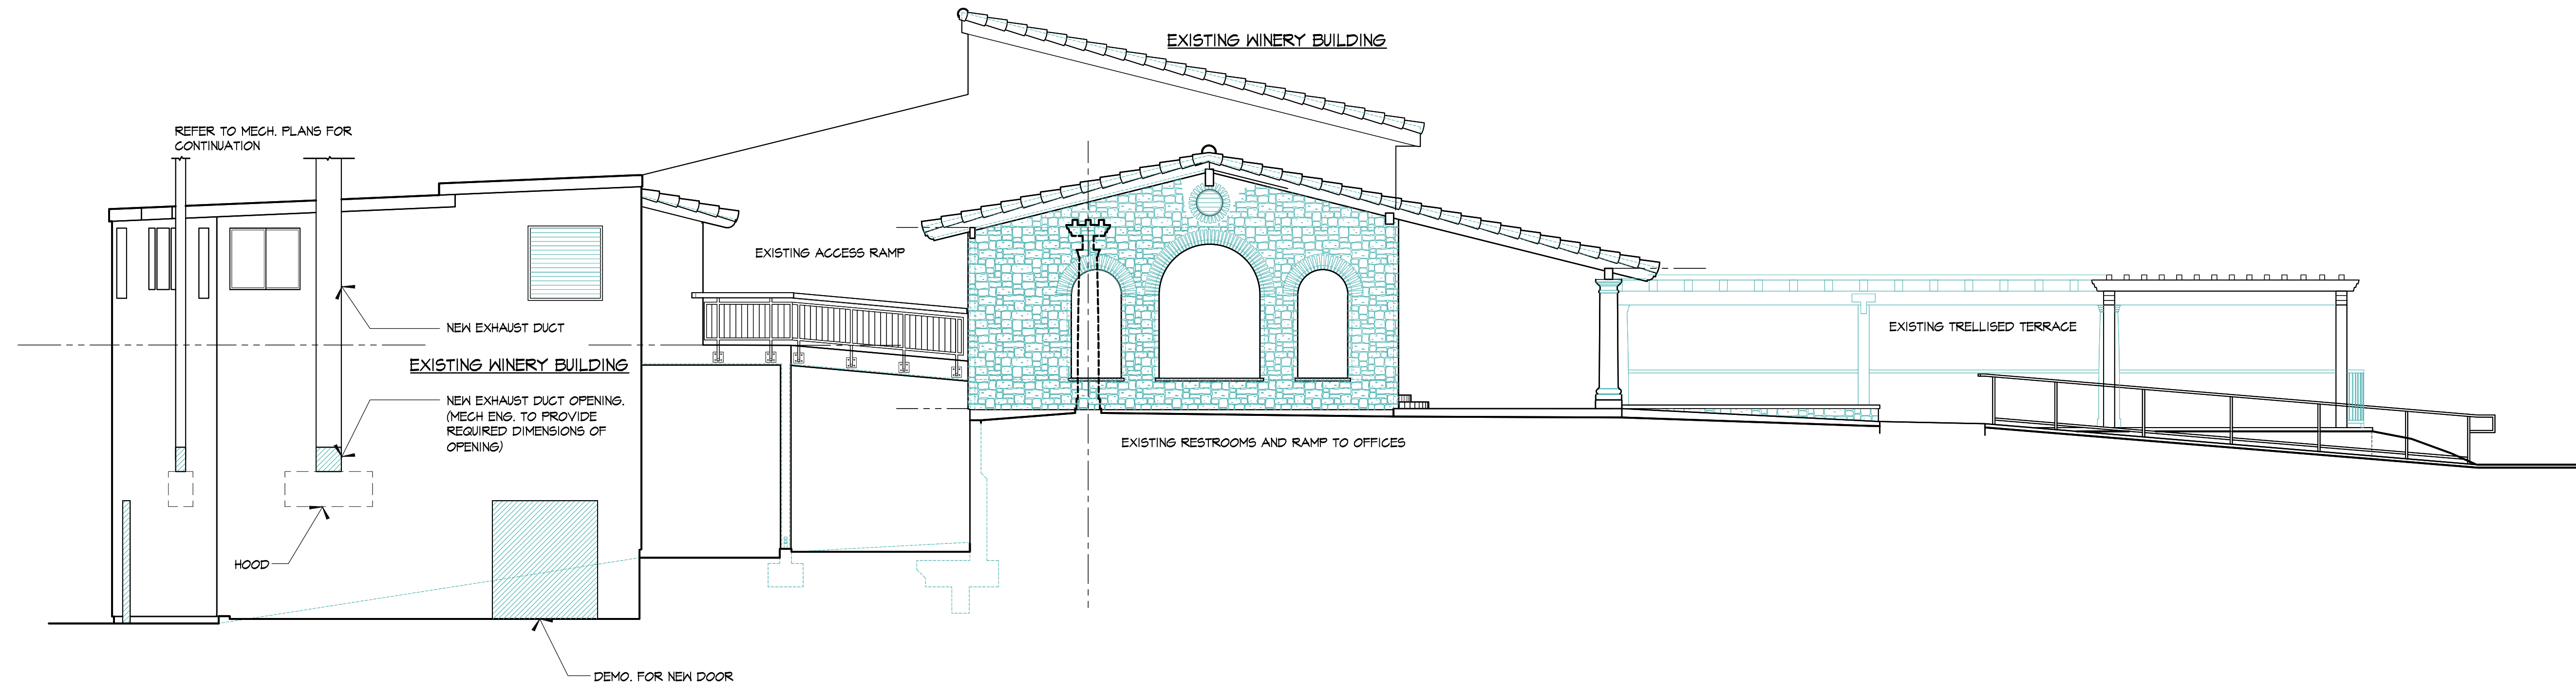 EXISTING WINERY BUILDING
REFER TO MECH. PLANS FOR
CONTINUATION
EXISTING ACCESS RAMP
NEW EXHAUST DUCT
EXISTING TRELLISED TERRACE
EXISTING WINERY BUILDING
NEW EXHAUST DUCT OPENING.
(MECH ENG. TO PROVIDE
REQUIRED DIMENSIONS OF
OPENING)
EXISTING RESTROOMS AND RAMP TO OFFICES
HOOD
DEMO. FOR NEW DOOR